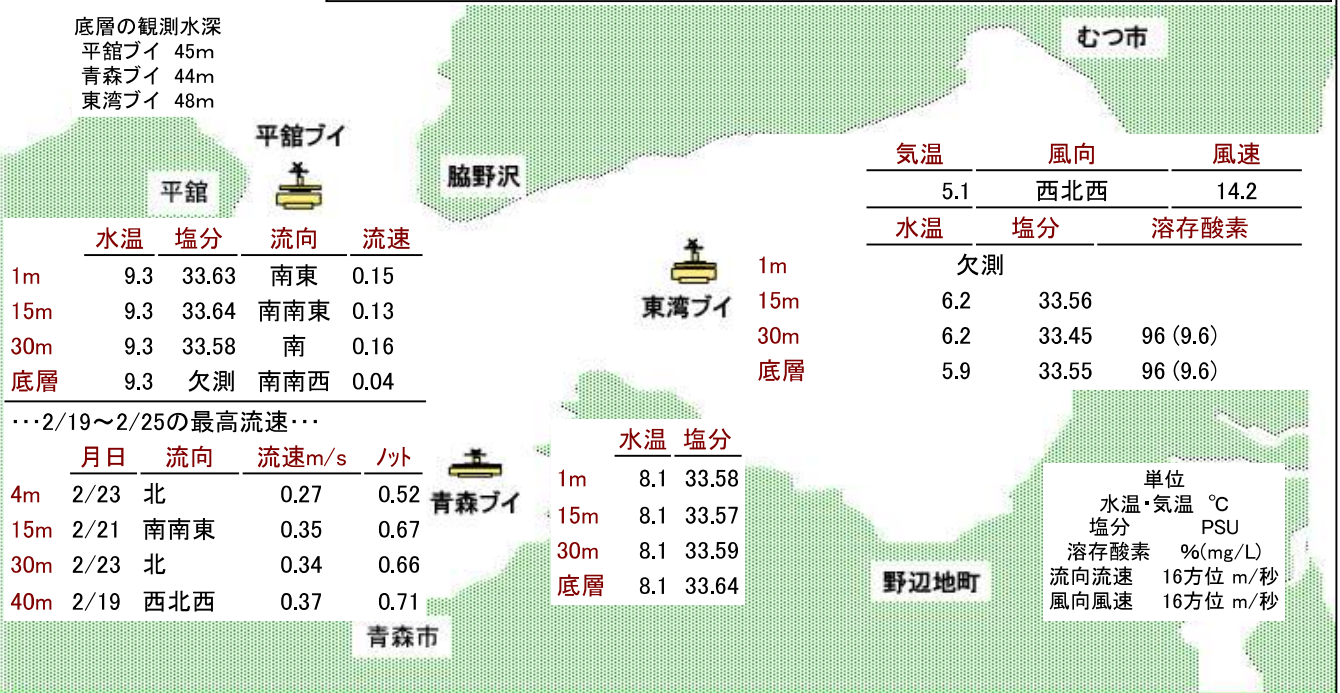 底層の観測水深
平舘ブイ 45m
青森ブイ 44m
東湾ブイ 48m
むつ市
平舘ブイ
平舘
脇野沢
水温 塩分 流向 流速
1m 9.3 33.63 南東 0.15
15m 9.3 33.64 南南東 0.13
30m 9.3 33.58 南 0.16
底層 9.3 欠測 南南西 0.04
…2/19～2/25の最高流速…
月日 流向 流速m/s ノット
4m 2/23 北 0.27 0.52
15m 2/21 南南東 0.35 0.67
30m 2/23 北 0.34 0.66
40m 2/19 西北西 0.37 0.71
気温 風向 風速
5.1 西北西 14.2
水温 塩分 溶存酸素
1m 欠測
15m 6.2 33.56
30m 6.2 33.45 96 (9.6)
底層 5.9 33.55 96 (9.6)
東湾ブイ
青森ブイ
水温 塩分
1m 8.1 33.58
15m 8.1 33.57
30m 8.1 33.59
底層 8.1 33.64
野辺地町
青森市
単位
水温・気温 ℃
塩分 PSU
溶存酸素 %(mg/L)
流向流速 16方位 m/秒
風向風速 16方位 m/秒